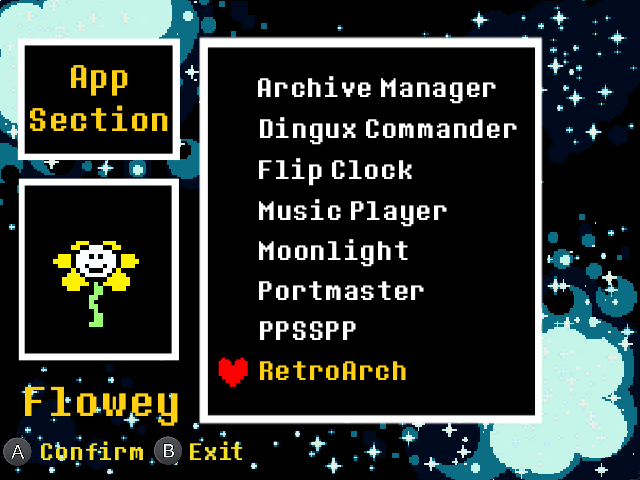 App
Section
Archive Manager
Dingux Commander
Flip Clock
Music Player
Moonlight
Portmaster
PPSSPP
RetroArch
Flowey
A Confirm B Exit